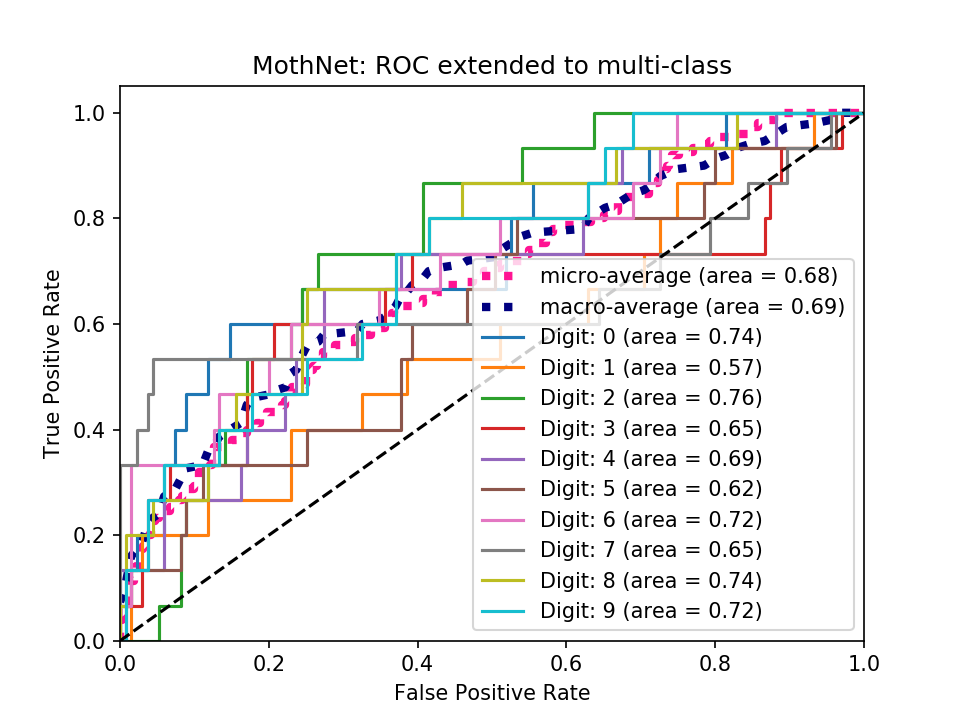 MothNet: ROC extended to multi-class
True Positive Rate
1.0
0.8
0.6
0.4
0.2
0.0
micro-average (area = 0.68)
macro-average (area = 0.69)
Digit: 0 (area = 0.74)
Digit: 1 (area = 0.57)
Digit: 2 (area = 0.76)
Digit: 3 (area = 0.65)
Digit: 4 (area = 0.69)
Digit: 5 (area = 0.62)
Digit: 6 (area = 0.72)
Digit: 7 (area = 0.65)
Digit: 8 (area = 0.74)
Digit: 9 (area = 0.72)
0.0 0.2 0.4 0.6 0.8 1.0
False Positive Rate